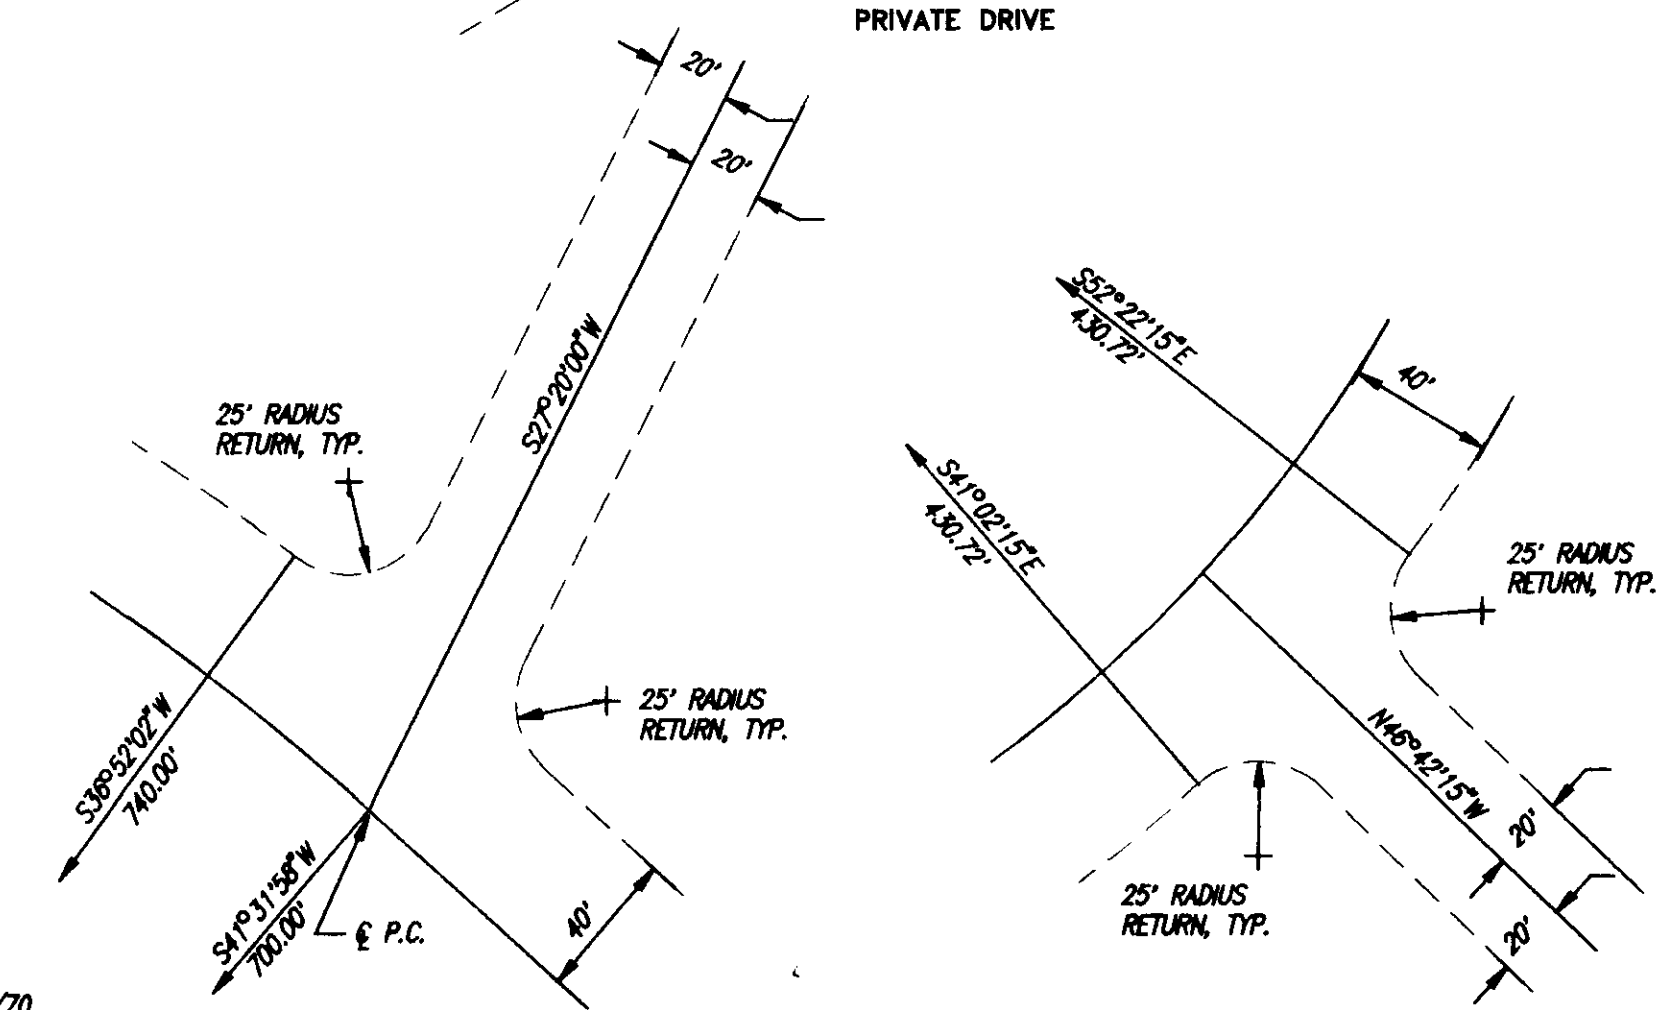 PRIVATE DRIVE
20'
20'
S27°20'00"W
25' RADIUS
RETURN, TYP.
25' RADIUS
RETURN, TYP.
S36°52'02"W
740.00'
S41°31'58"W
700.00'
℄ P.C.
40'
S52°22'15"E
430.72'
40'
S41°02'15"E
430.72'
25' RADIUS
RETURN, TYP.
N46°42'15"W
20'
20'
25' RADIUS
RETURN, TYP.
/70